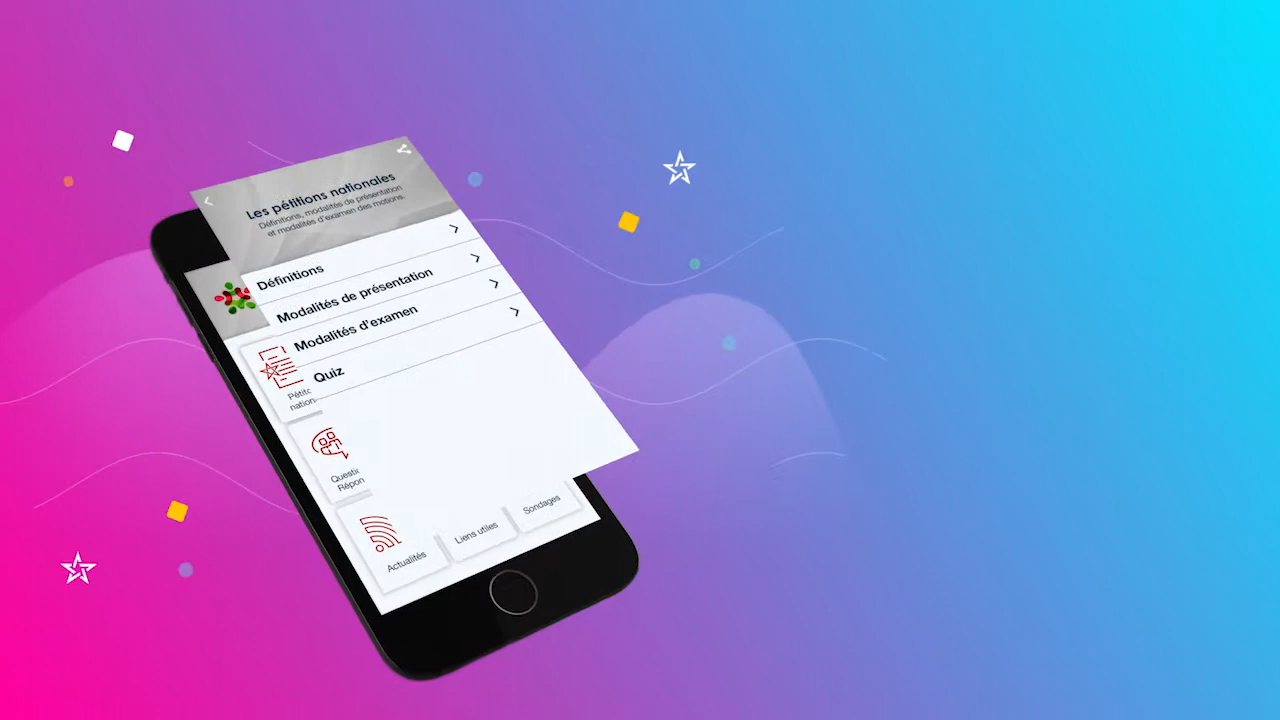 Les pétitions nationales
Définitions, modalités de présentation
et modalités d'examen des motions.
Définitions
Modalités de présentation
Modalités d'examen
Quiz
Actualités
Liens utiles
Sondages